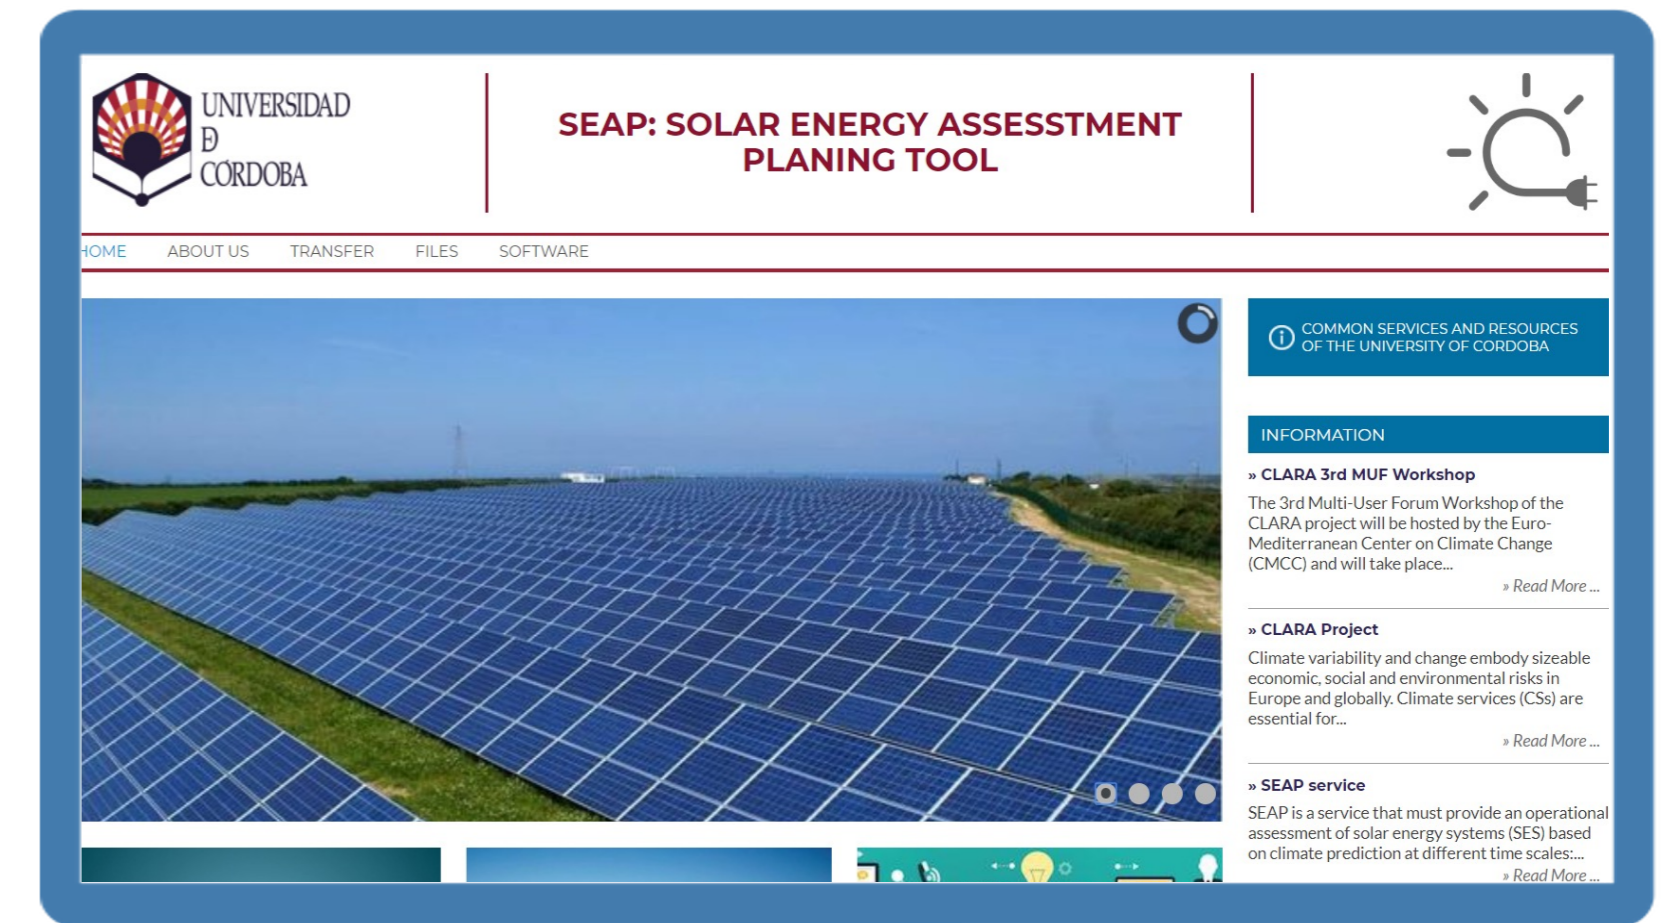 UNIVERSIDAD
Đ
CÓRDOBA
SEAP: SOLAR ENERGY ASSESSTMENT
PLANING TOOL
HOME ABOUT US TRANSFER FILES SOFTWARE
COMMON SERVICES AND RESOURCES
OF THE UNIVERSITY OF CORDOBA
INFORMATION
» CLARA 3rd MUF Workshop
The 3rd Multi-User Forum Workshop of the
CLARA project will be hosted by the Euro-
Mediterranean Center on Climate Change
(CMCC) and will take place...
» Read More ...
» CLARA Project
Climate variability and change embody sizeable
economic, social and environmental risks in
Europe and globally. Climate services (CSs) are
essential for...
» Read More ...
» SEAP service
SEAP is a service that must provide an operational
assessment of solar energy systems (SES) based
on climate prediction at different time scales:...
» Read More ...